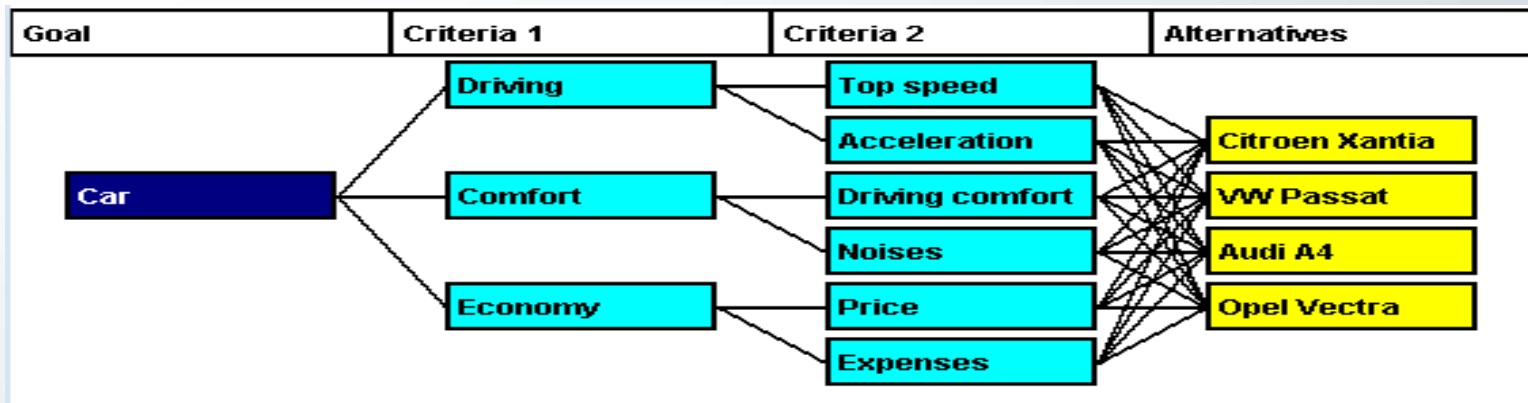 Goal
Criteria 1
Criteria 2
Alternatives
Driving
Top speed
Acceleration
Citroen Xantia
Car
Comfort
Driving comfort
VW Passat
Noises
Audi A4
Economy
Price
Opel Vectra
Expenses